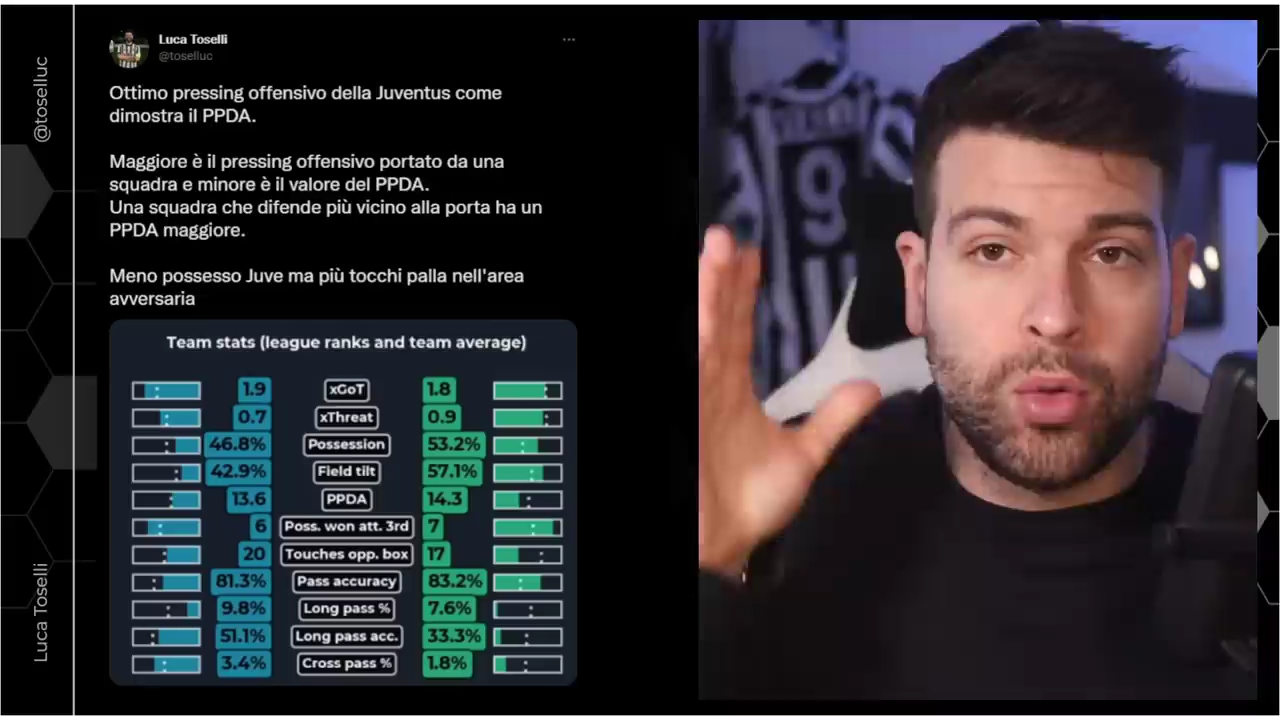 @toselluc
Luca Toselli
Luca Toselli
@toselluc
...
Ottimo pressing offensivo della Juventus come
dimostra il PPDA.
Maggiore è il pressing offensivo portato da una
squadra e minore è il valore del PPDA.
Una squadra che difende più vicino alla porta ha un
PPDA maggiore.
Meno possesso Juve ma più tocchi palla nell'area
avversaria
Team stats (league ranks and team average)
1.9 xGoT 1.8
0.7 xThreat 0.9
46.8% Possession 53.2%
42.9% Field tilt 57.1%
13.6 PPDA 14.3
6 Poss. won att. 3rd 7
20 Touches opp. box 17
81.3% Pass accuracy 83.2%
9.8% Long pass % 7.6%
51.1% Long pass acc. 33.3%
3.4% Cross pass % 1.8%
9